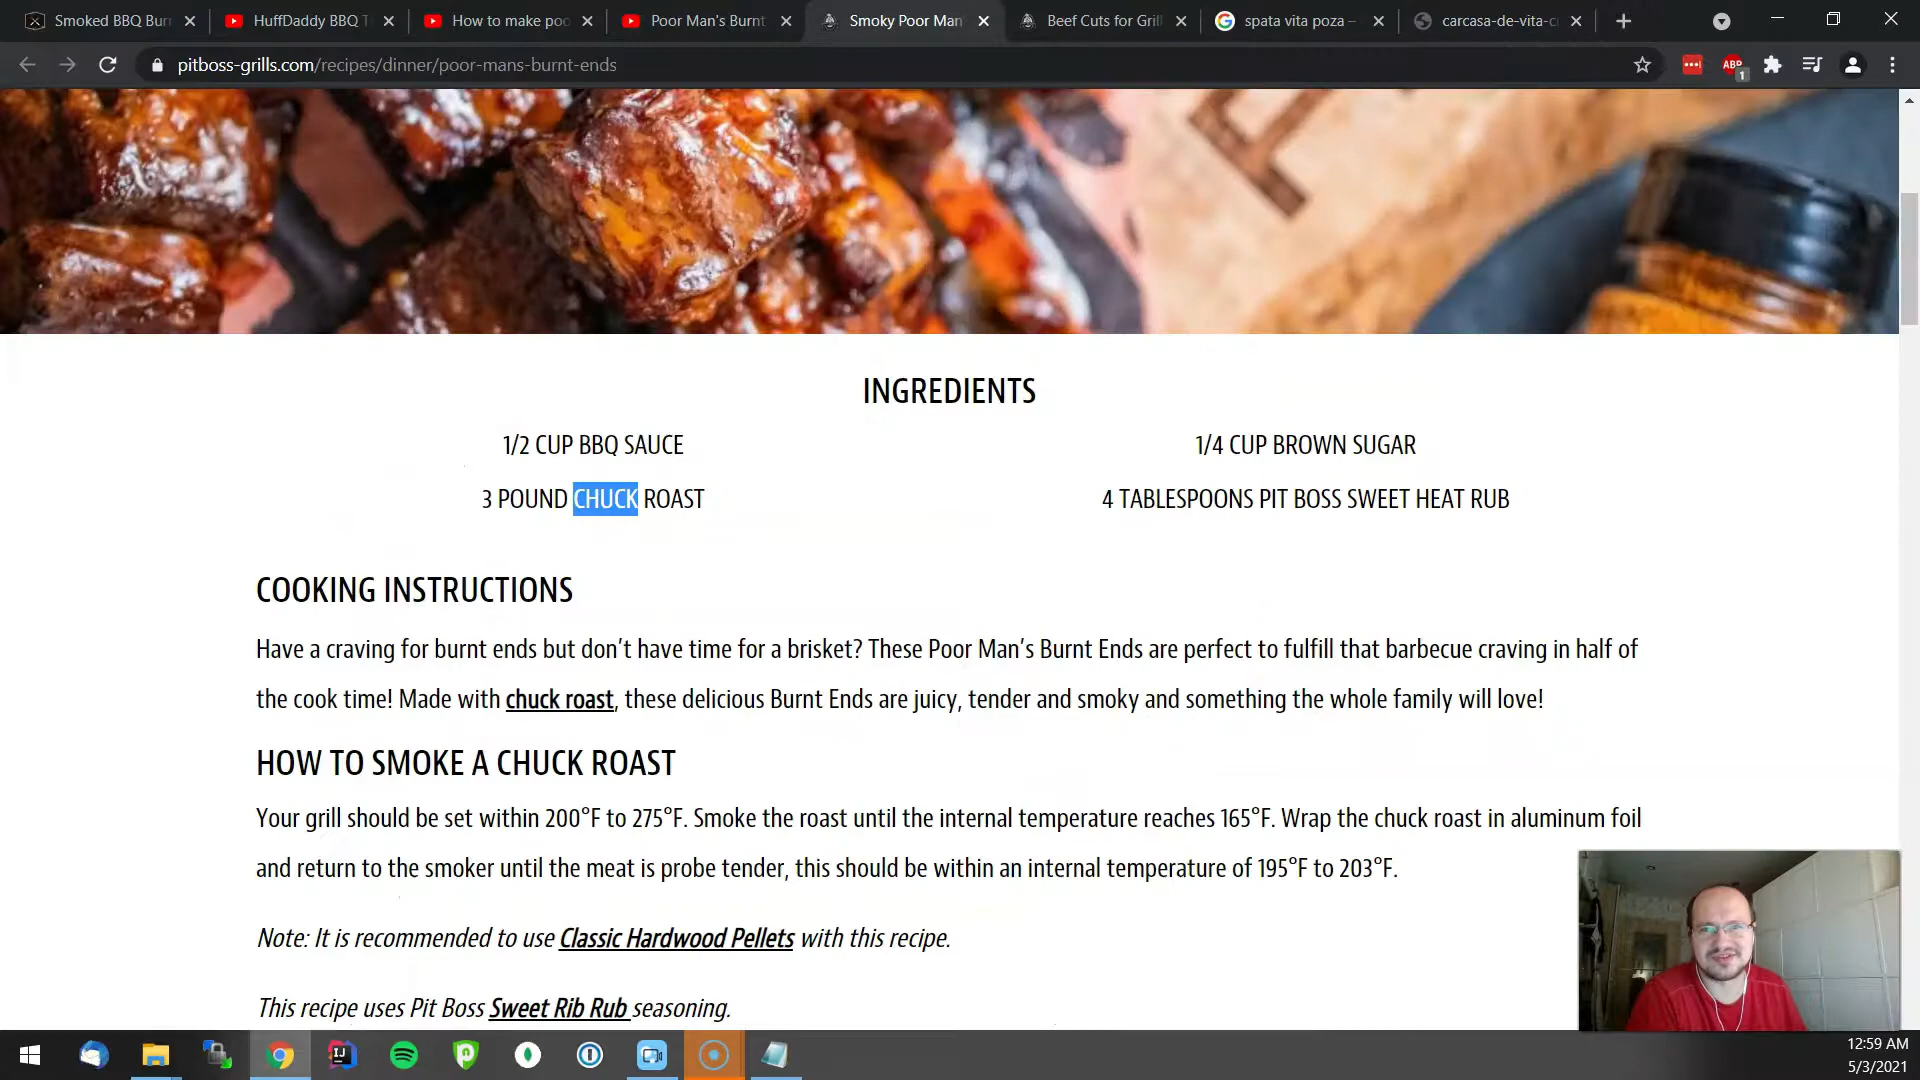 Smoked BBQ Bur
HuffDaddy BBQ T
How to make poo
Poor Man's Burnt
Smoky Poor Man
Beef Cuts for Grill
spata vita poza –
carcasa-de-vita-c
pitboss-grills.com/recipes/dinner/poor-mans-burnt-ends
ABP
1
INGREDIENTS
1/2 CUP BBQ SAUCE
1/4 CUP BROWN SUGAR
3 POUND CHUCK ROAST
4 TABLESPOONS PIT BOSS SWEET HEAT RUB
COOKING INSTRUCTIONS
Have a craving for burnt ends but don't have time for a brisket? These Poor Man's Burnt Ends are perfect to fulfill that barbecue craving in half of
the cook time! Made with chuck roast, these delicious Burnt Ends are juicy, tender and smoky and something the whole family will love!
HOW TO SMOKE A CHUCK ROAST
Your grill should be set within 200°F to 275°F. Smoke the roast until the internal temperature reaches 165°F. Wrap the chuck roast in aluminum foil
and return to the smoker until the meat is probe tender, this should be within an internal temperature of 195°F to 203°F.
Note: It is recommended to use Classic Hardwood Pellets with this recipe.
This recipe uses Pit Boss Sweet Rib Rub seasoning.
12:59 AM
5/3/2021